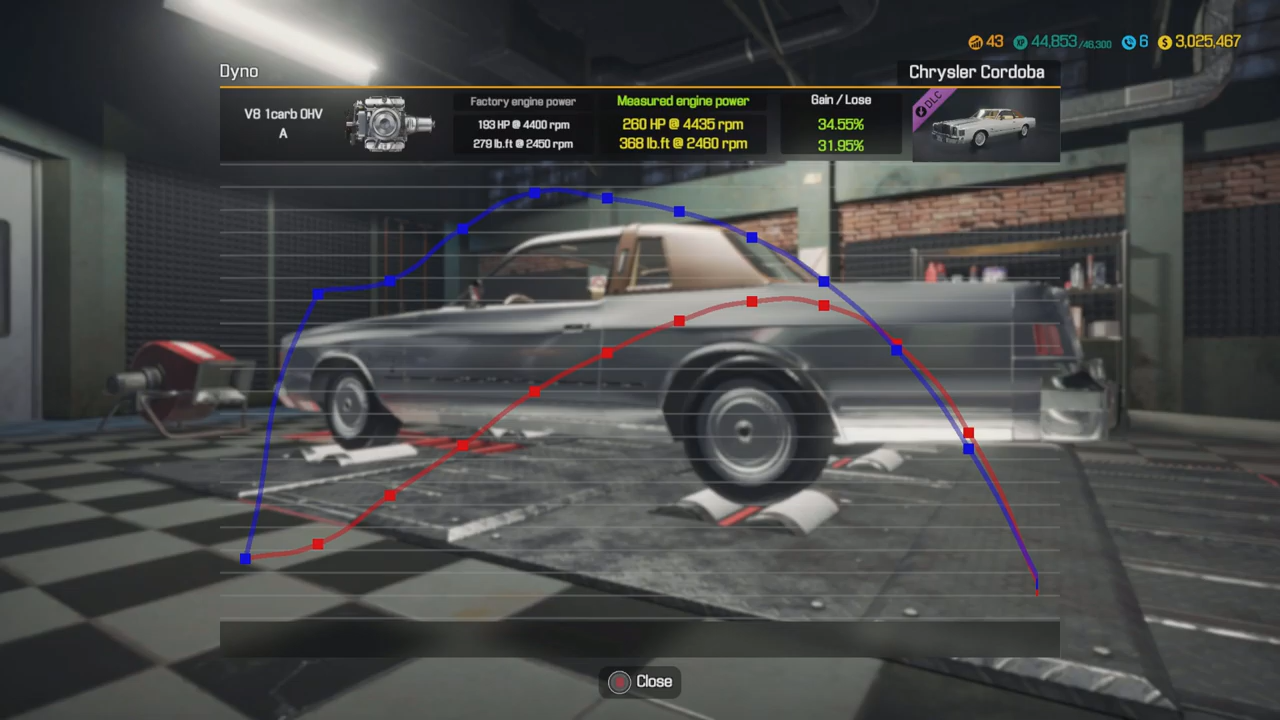 43 XP 44,853/46,300 6 $ 3,025,467
Dyno
Chrysler Cordoba
V8 1carb OHV
A
Factory engine power
193 HP @ 4400 rpm
279 lb.ft @ 2450 rpm
Measured engine power
260 HP @ 4435 rpm
368 lb.ft @ 2460 rpm
Gain / Lose
34.55%
31.95%
DLC
Close